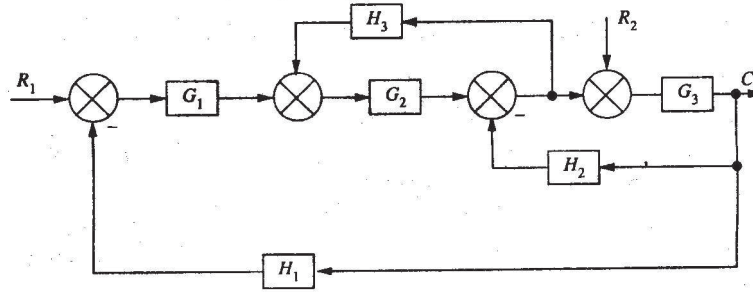 H₃
R₂
R₁
G₁
G₂
G₃
C
−
−
H₂
H₁